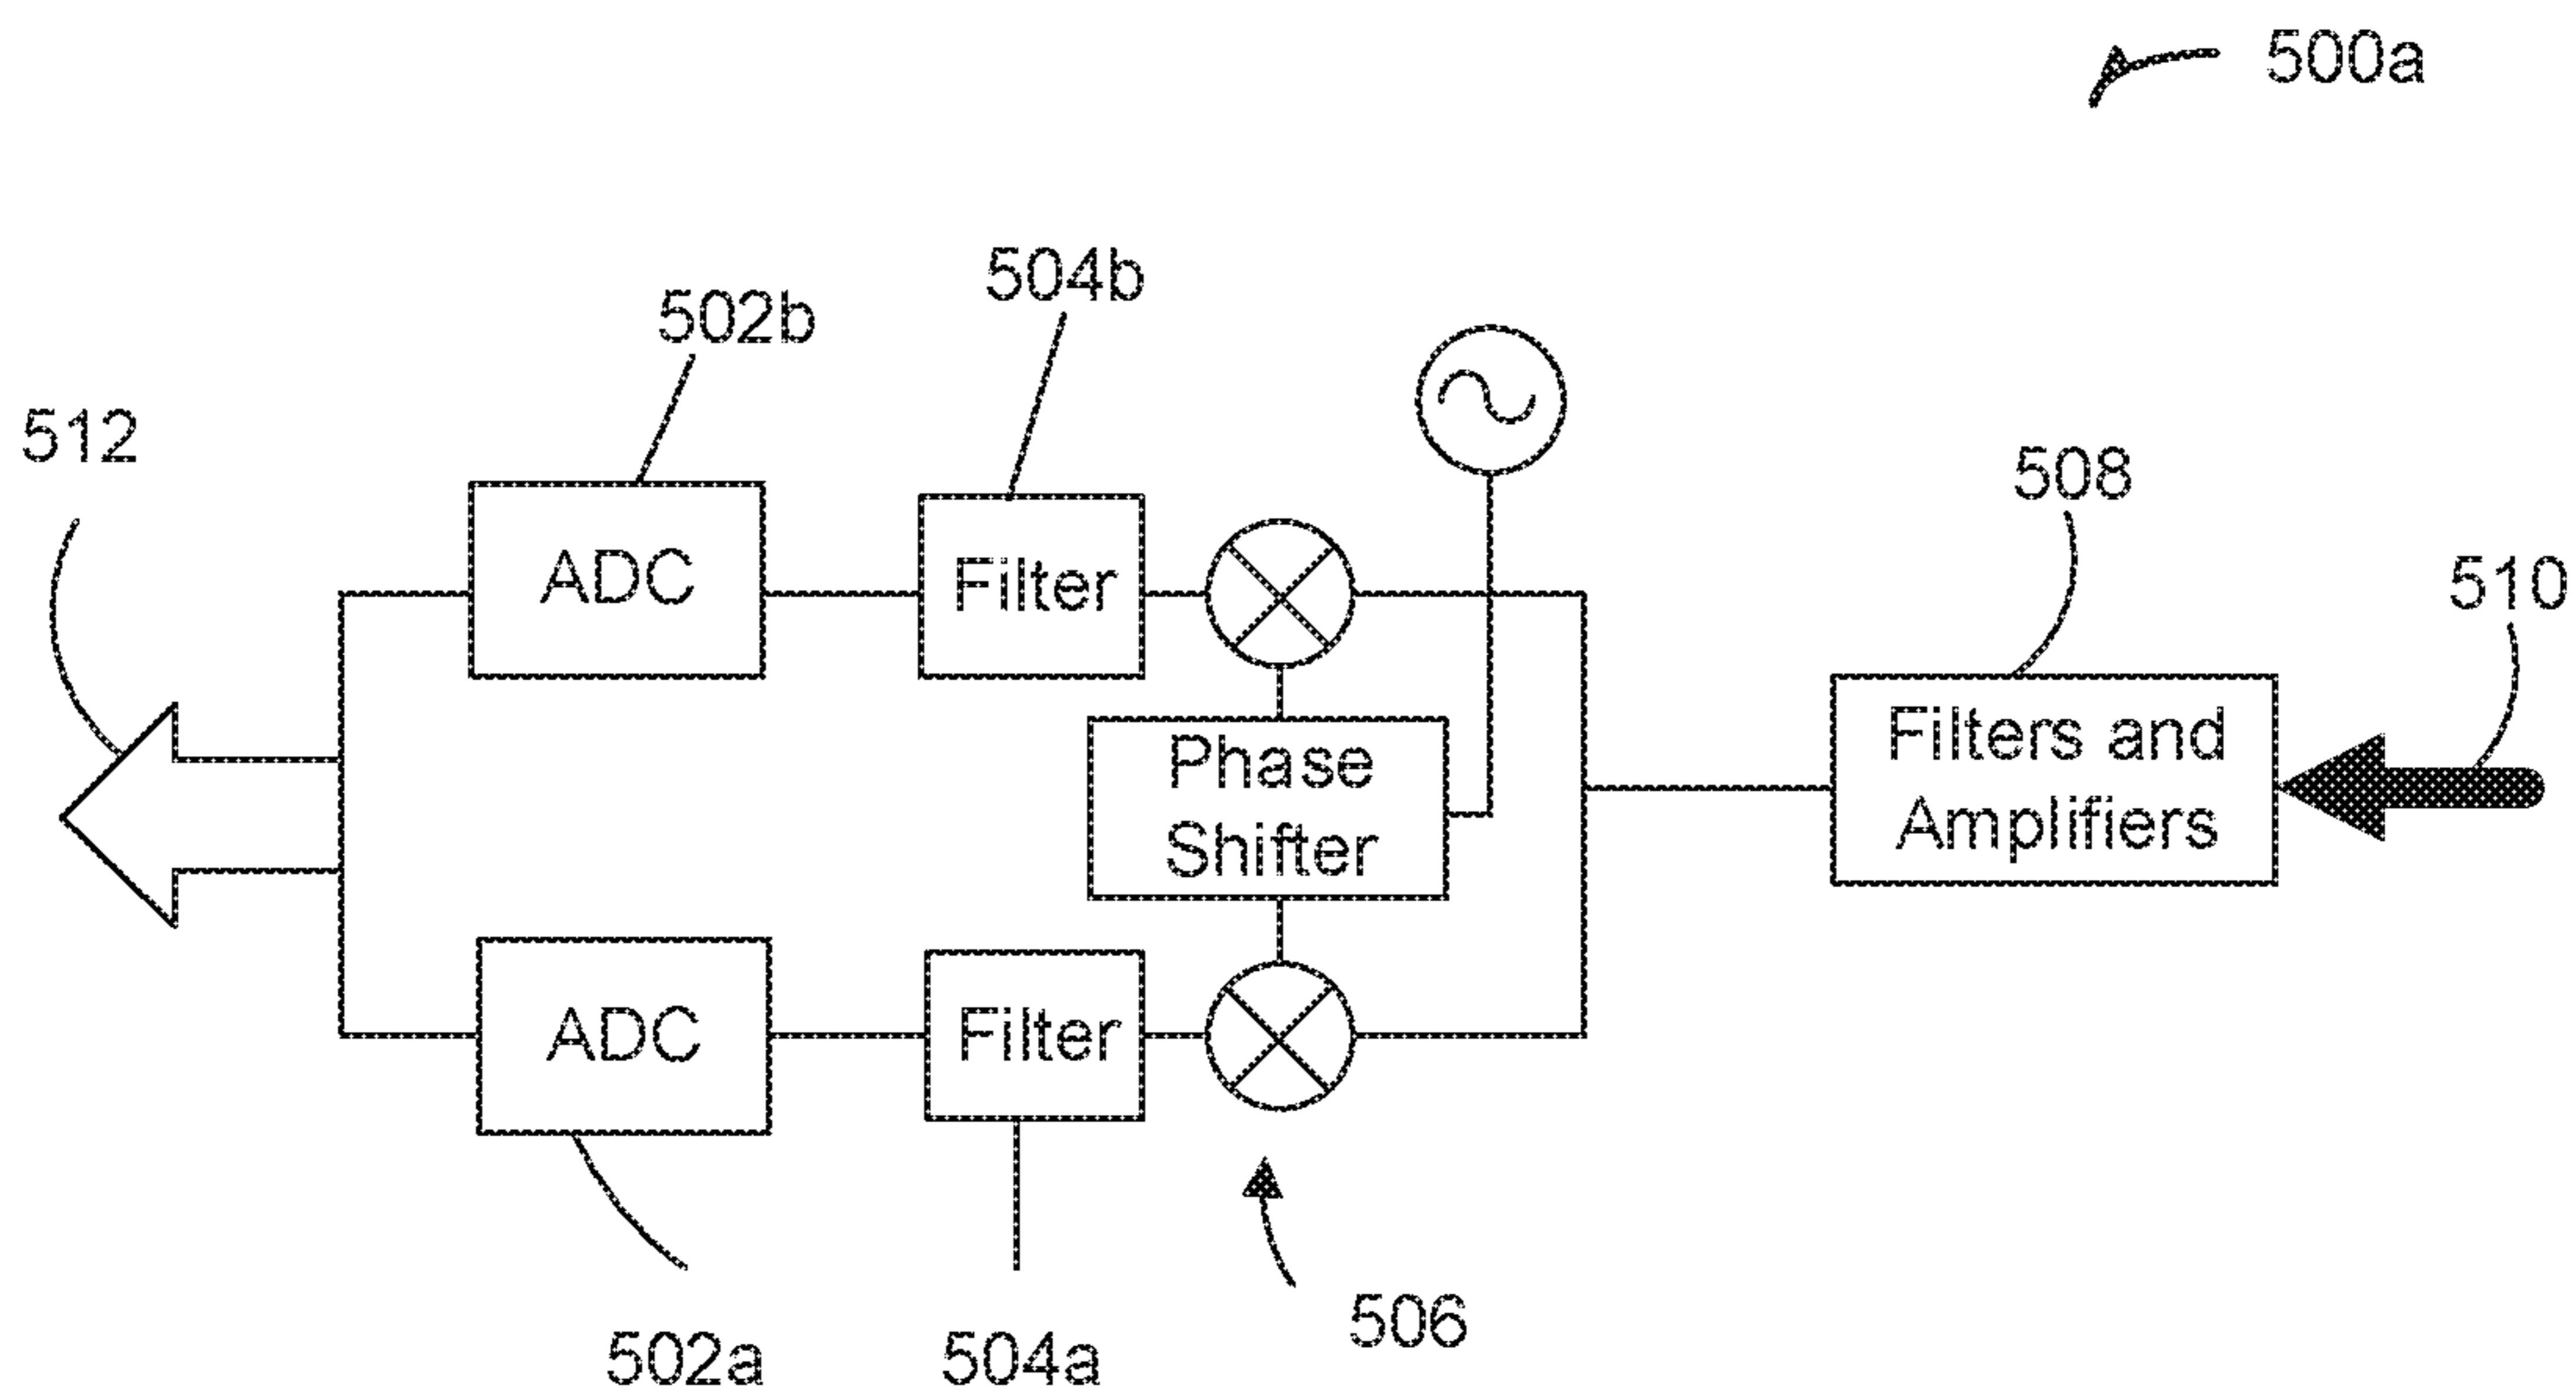 500a
504b
502b
512
508
510
ADC
Filter
Phase
Shifter
Filters and
Amplifiers
ADC
Filter
506
502a
504a